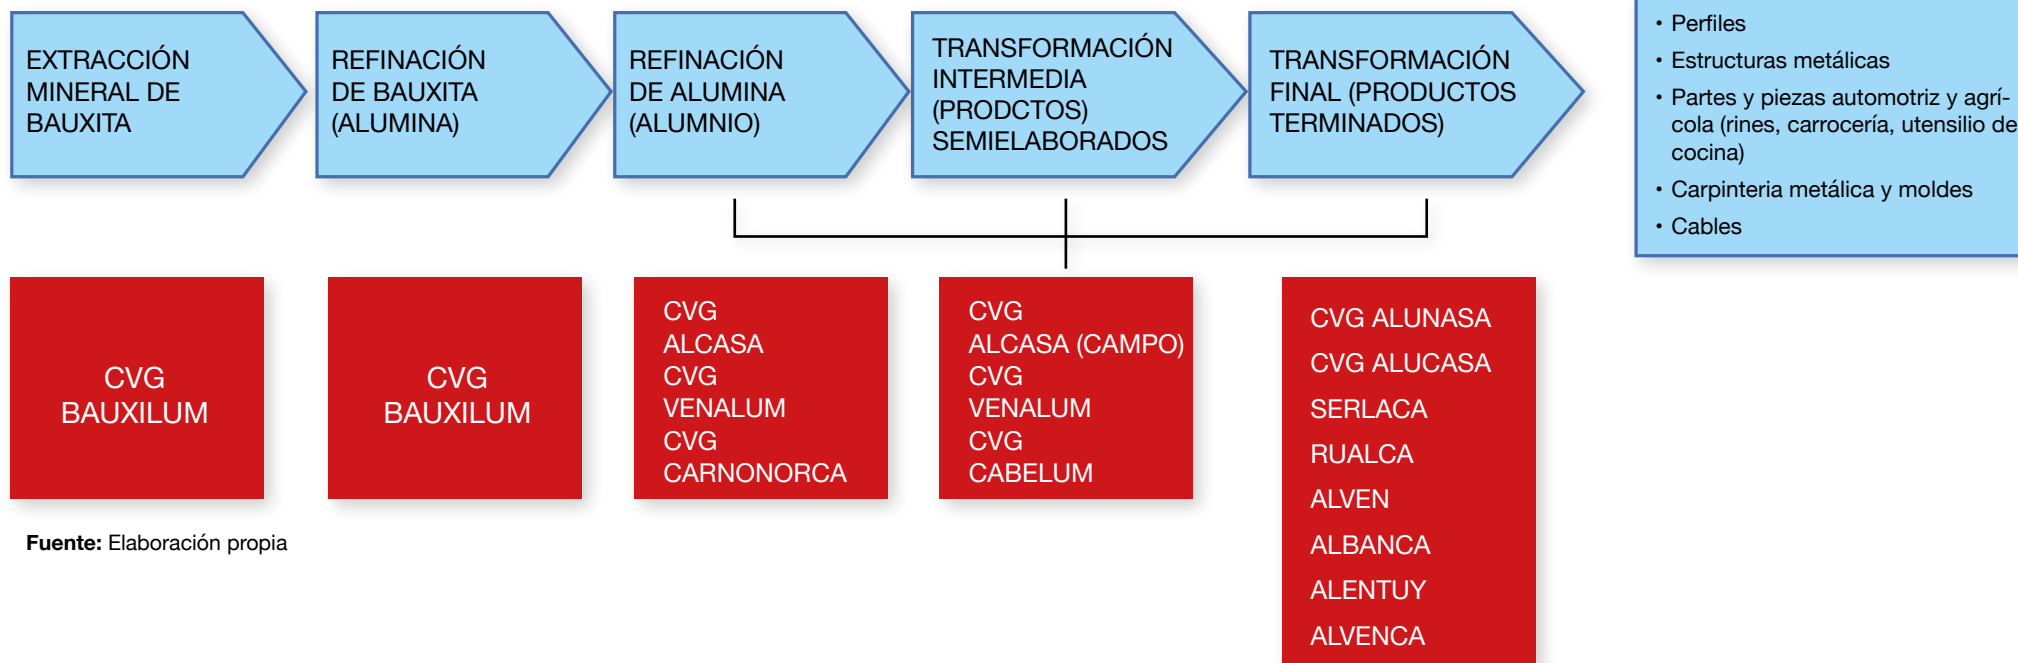 EXTRACCIÓN
MINERAL DE
BAUXITA
REFINACIÓN
DE BAUXITA
(ALUMINA)
REFINACIÓN
DE ALUMINA
(ALUMNIO)
TRANSFORMACIÓN
INTERMEDIA
(PRODCTOS)
SEMIELABORADOS
TRANSFORMACIÓN
FINAL (PRODUCTOS
TERMINADOS)
• Perfiles
• Estructuras metálicas
• Partes y piezas automotriz y agrí-
cola (rines, carrocería, utensilio de
cocina)
• Carpinteria metálica y moldes
• Cables
CVG
BAUXILUM
CVG
BAUXILUM
CVG
ALCASA
CVG
VENALUM
CVG
CARNONORCA
CVG
ALCASA (CAMPO)
CVG
VENALUM
CVG
CABELUM
CVG ALUNASA
CVG ALUCASA
SERLACA
RUALCA
ALVEN
ALBANCA
ALENTUY
ALVENCA
Fuente: Elaboración propia